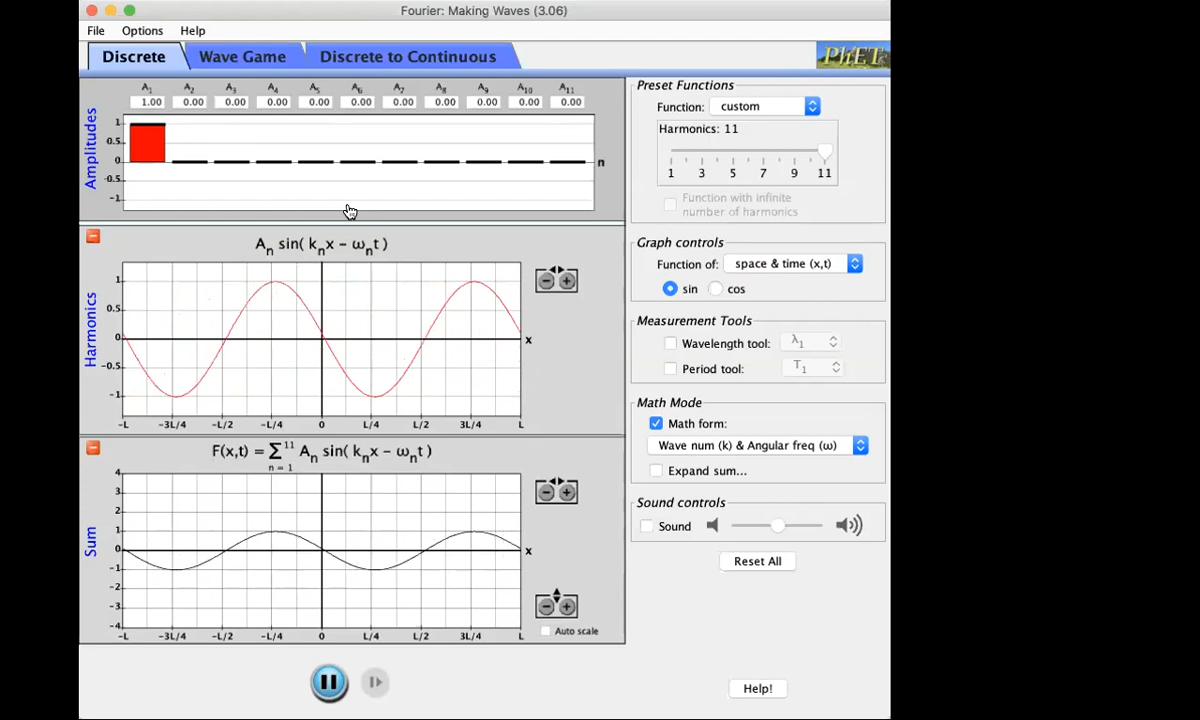 Fourier: Making Waves (3.06)
File Options Help
Discrete Wave Game Discrete to Continuous PhET
A1 A2 A3 A4 A5 A6 A7 A8 A9 A10 A11
1.00 0.00 0.00 0.00 0.00 0.00 0.00 0.00 0.00 0.00 0.00
Amplitudes
1
0.5
0
-0.5
-1
n
An sin( knx − ωnt )
Harmonics
1
0.5
0
-0.5
-1
x
-L -3L/4 -L/2 -L/4 0 L/4 L/2 3L/4 L
F(x,t) = ∑ 11 n = 1 An sin( knx − ωnt )
Sum
4
3
2
1
0
-1
-2
-3
-4
x
-L -3L/4 -L/2 -L/4 0 L/4 L/2 3L/4 L
Auto scale
Preset Functions
Function: custom
Harmonics: 11
1 3 5 7 9 11
Function with infinite
number of harmonics
Graph controls
Function of: space & time (x,t)
sin cos
Measurement Tools
Wavelength tool: λ1
Period tool: T1
Math Mode
Math form:
Wave num (k) & Angular freq (ω)
Expand sum...
Sound controls
Sound
Reset All
Help!